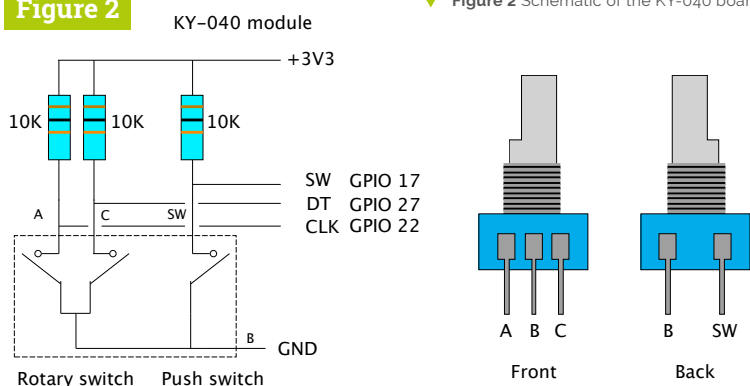 Figure 2
Figure 2 Schematic of the KY-040 board
KY-040 module
+3V3
10K 10K 10K
SW GPIO 17
DT GPIO 27
CLK GPIO 22
A C SW
B GND
Rotary switch Push switch
A B C
B SW
Front
Back